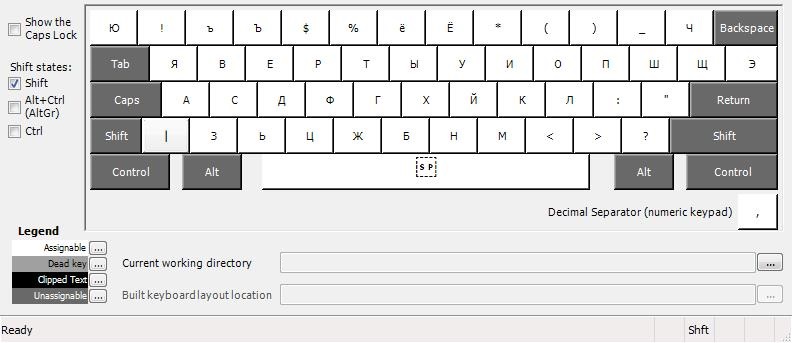 Show the
Caps Lock
Shift states:
Shift
Alt+Ctrl
(AltGr)
Ctrl
Ю ! ъ Ъ $ % ё Ё * ( ) _ Ч Backspace
Tab Я В Е Р Т Ы У И О П Ш Щ Э
Caps А С Д Ф Г Х Й К Л : " Return
Shift | З Ь Ц Ж Б Н М < > ? Shift
Control Alt S P Alt Control
Decimal Separator (numeric keypad) ,
Legend
Assignable ...
Dead key ...
Clipped Text ...
Unassignable ...
Current working directory ...
Built keyboard layout location ...
Ready Shft